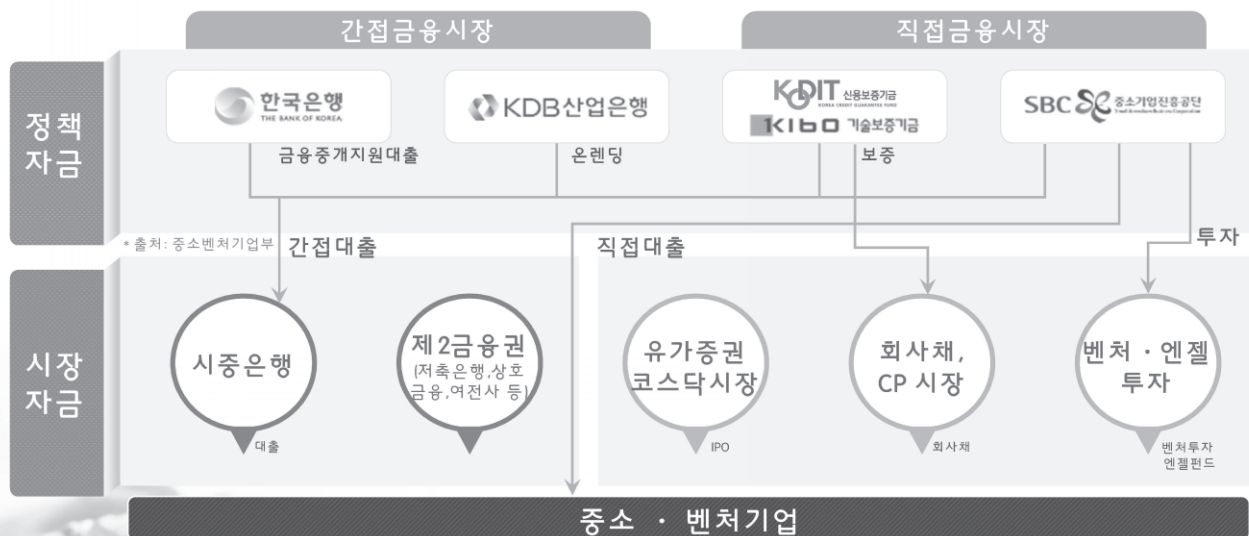 간접금융시장
직접금융시장
정책
자금
한국은행
THE BANK OF KOREA
KDB산업은행
KODIT 신용보증기금
KOREA CREDIT GUARANTEE FUND
KIBO 기술보증기금
SBC 중소기업진흥공단
금융중개지원대출
온렌딩
보증
* 출처: 중소벤처기업부
간접대출
직접대출
투자
시장
자금
시중은행
제2금융권
(저축은행,상호
금융,여전사 등)
유가증권
코스닥시장
회사채,
CP 시장
벤처 · 엔젤
투자
대출
IPO
회사채
벤처투자
엔젤펀드
중소 · 벤처기업